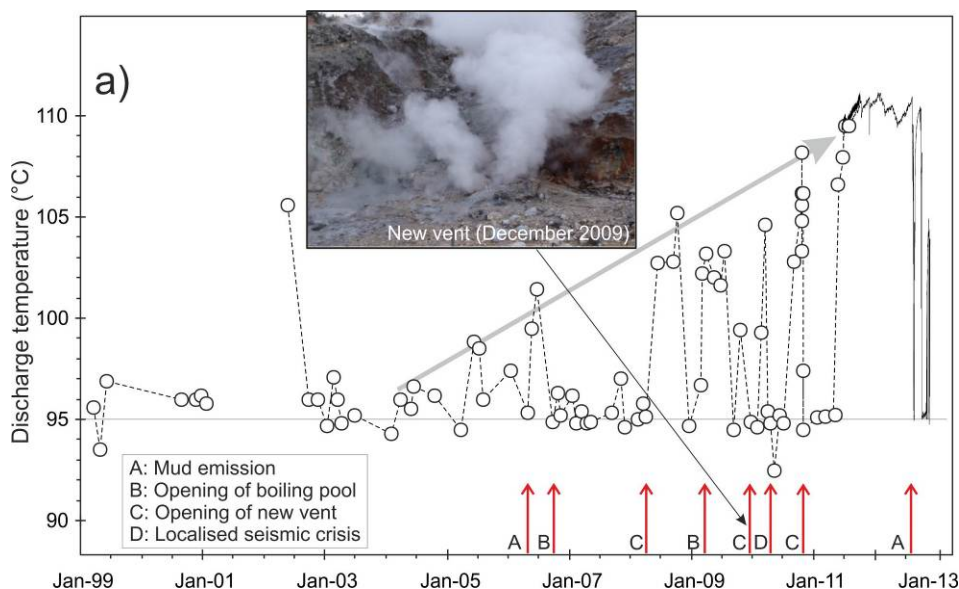 a)
New vent (December 2009)
Discharge temperature (°C)
110
105
100
95
90
A: Mud emission
B: Opening of boiling pool
C: Opening of new vent
D: Localised seismic crisis
A B C B C D C A
Jan-99 Jan-01 Jan-03 Jan-05 Jan-07 Jan-09 Jan-11 Jan-13